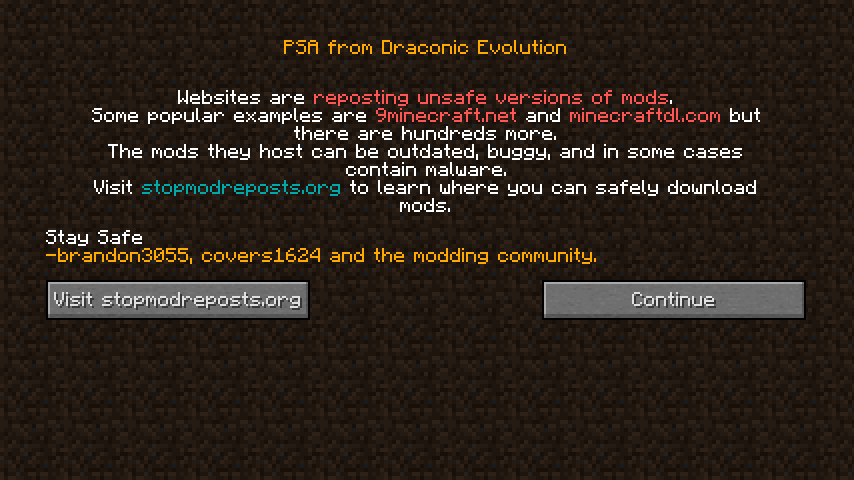 PSA from Draconic Evolution
Websites are reposting unsafe versions of mods.
Some popular examples are 9minecraft.net and minecraftdl.com but
there are hundreds more.
The mods they host can be outdated, buggy, and in some cases
contain malware.
Visit stopmodreposts.org to learn where you can safely download
mods.
Stay Safe
-brandon3055, covers1624 and the modding community.
Visit stopmodreposts.org
Continue